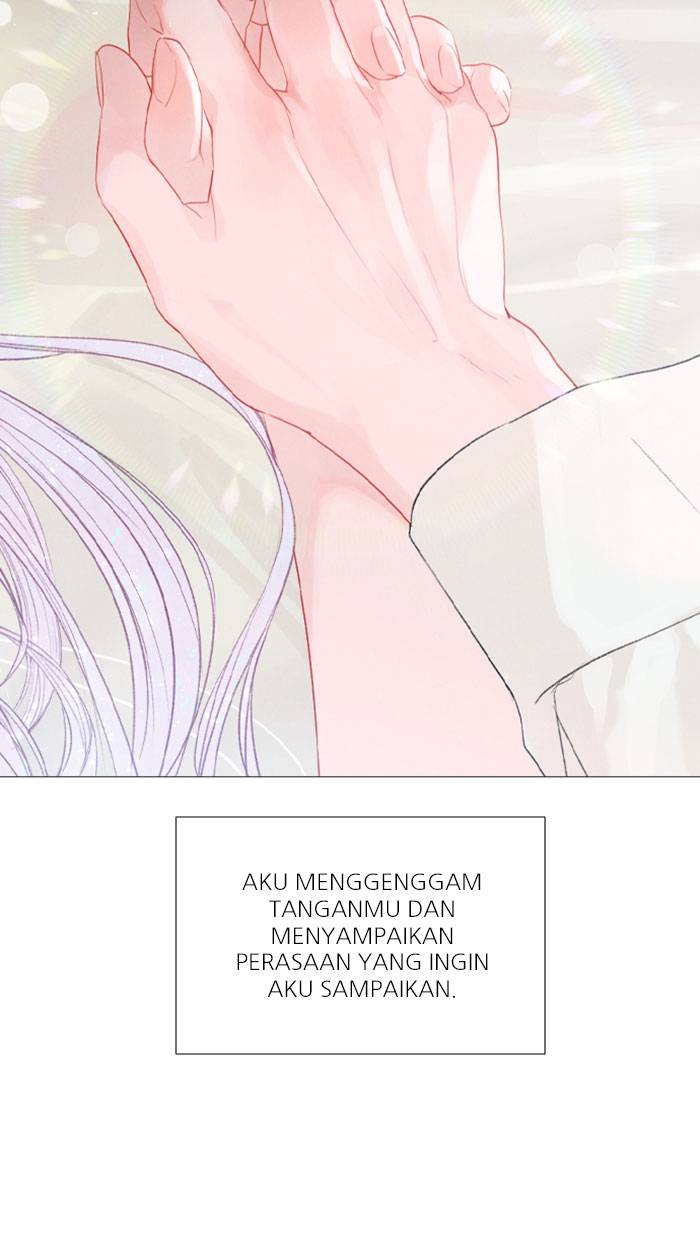 AKU MENGGENGGAM
TANGANMU DAN
MENYAMPAIKAN
PERASAAN YANG INGIN
AKU SAMPAIKAN.